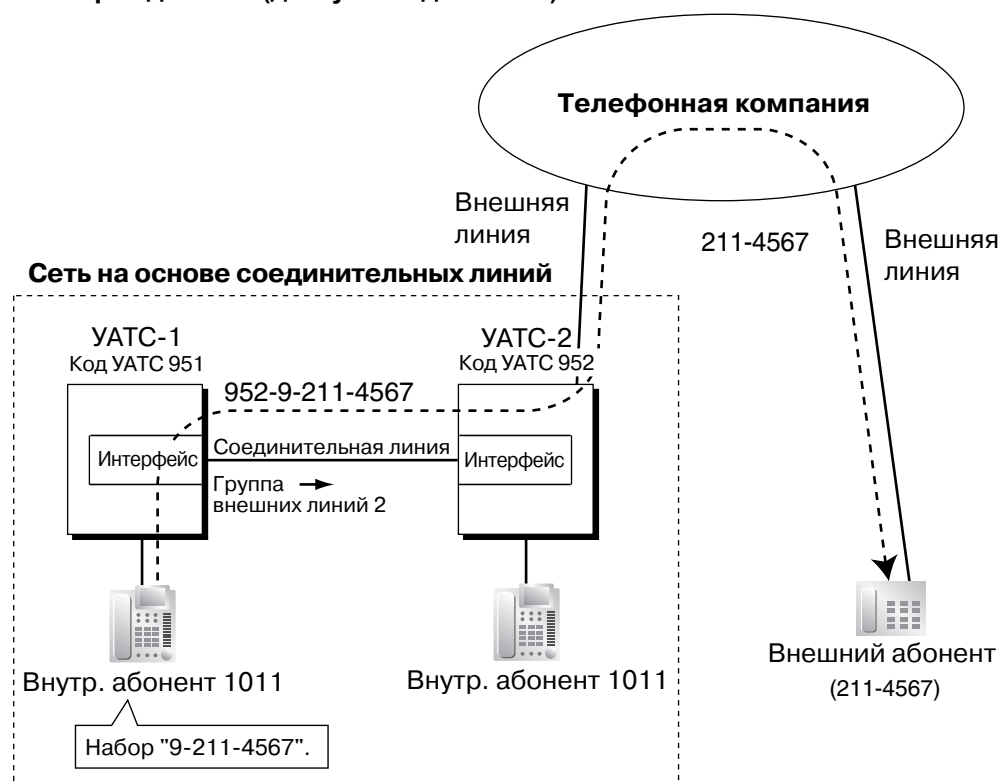 Телефонная компания
Внешняя
линия
211-4567
Внешняя
линия
Сеть на основе соединительных линий
УАТС-1
Код УАТС 951
УАТС-2
Код УАТС 952
952-9-211-4567
Интерфейс
Соединительная линия
Интерфейс
Группа
внешних линий 2
Внутр. абонент 1011
Внутр. абонент 1011
Внешний абонент
(211-4567)
Набор "9-211-4567".